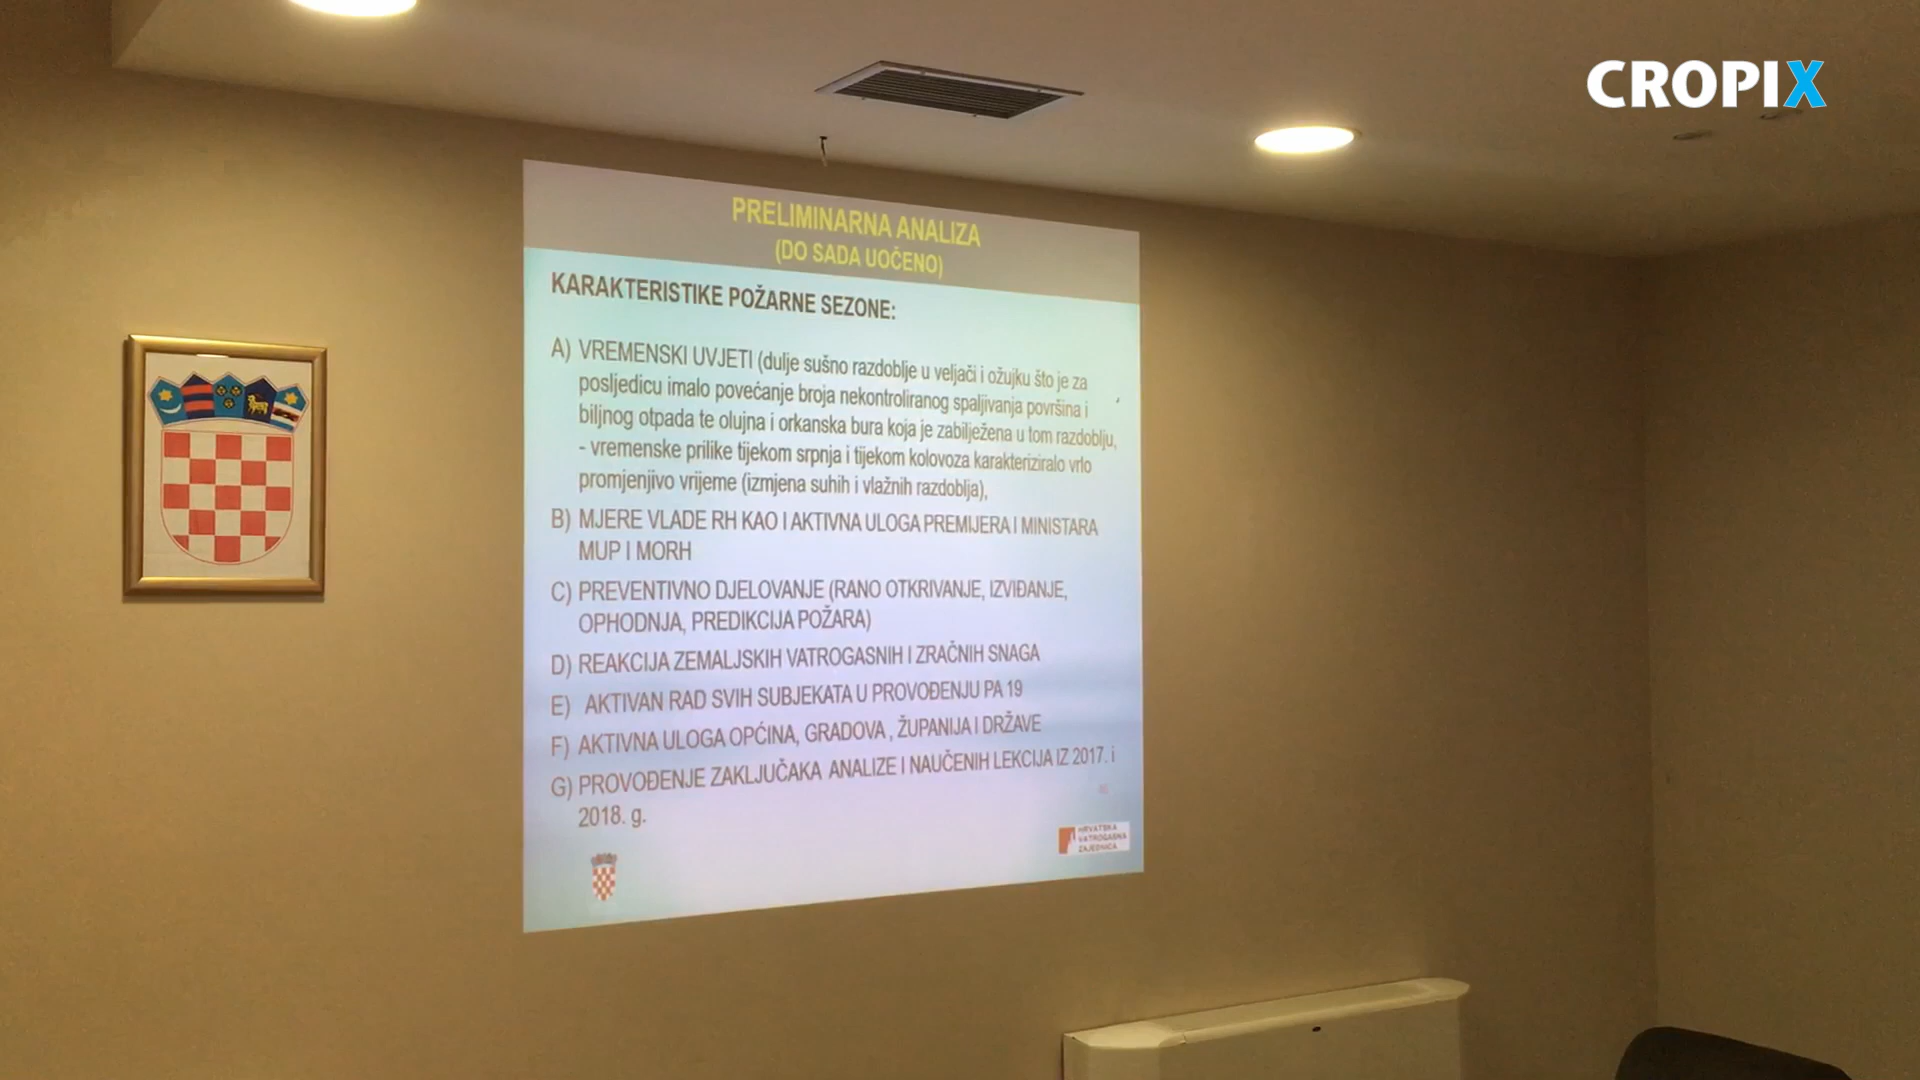 CROPIX
PRELIMINARNA ANALIZA
(DO SADA UOČENO)
KARAKTERISTIKE POŽARNE SEZONE:
A) VREMENSKI UVJETI (dulje sušno razdoblje u veljači i ožujku što je za
posljedicu imalo povećanje broja nekontroliranog spaljivanja površina i
biljnog otpada te olujna i orkanska bura koja je zabilježena u tom razdoblju,
- vremenske prilike tijekom srpnja i tijekom kolovoza karakteriziralo vrlo
promjenjivo vrijeme (izmjena suhih i vlažnih razdoblja),
B) MJERE VLADE RH KAO I AKTIVNA ULOGA PREMIJERA I MINISTARA
MUP I MORH
C) PREVENTIVNO DJELOVANJE (RANO OTKRIVANJE, IZVIĐANJE,
OPHODNJA, PREDIKCIJA POŽARA)
D) REAKCIJA ZEMALJSKIH VATROGASNIH I ZRAČNIH SNAGA
E) AKTIVAN RAD SVIH SUBJEKATA U PROVOĐENJU PA 19
F) AKTIVNA ULOGA OPĆINA, GRADOVA , ŽUPANIJA I DRŽAVE
G) PROVOĐENJE ZAKLJUČAKA ANALIZE I NAUČENIH LEKCIJA IZ 2017. i
2018. g.
HRVATSKA
VATROGASNA
ZAJEDNICA